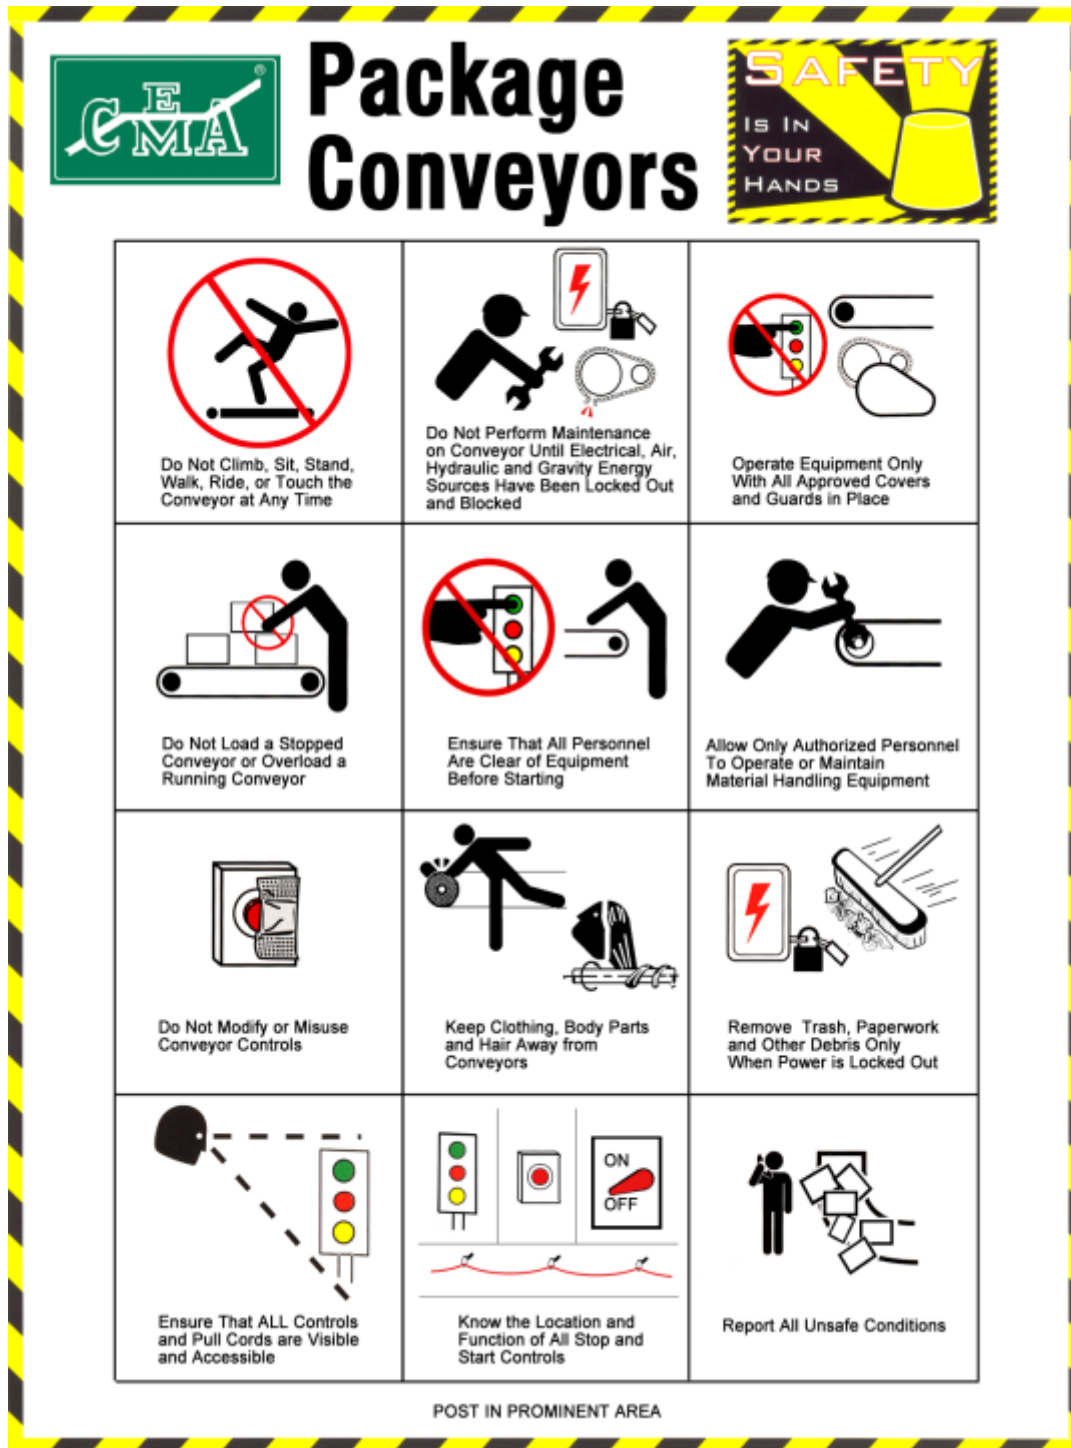 CEMA®
Package
Conveyors
SAFETY
IS IN
YOUR
HANDS
Do Not Climb, Sit, Stand,
Walk, Ride, or Touch the
Conveyor at Any Time
Do Not Perform Maintenance
on Conveyor Until Electrical, Air,
Hydraulic and Gravity Energy
Sources Have Been Locked Out
and Blocked
Operate Equipment Only
With All Approved Covers
and Guards in Place
Do Not Load a Stopped
Conveyor or Overload a
Running Conveyor
Ensure That All Personnel
Are Clear of Equipment
Before Starting
Allow Only Authorized Personnel
To Operate or Maintain
Material Handling Equipment
Do Not Modify or Misuse
Conveyor Controls
Keep Clothing, Body Parts
and Hair Away from
Conveyors
Remove Trash, Paperwork
and Other Debris Only
When Power is Locked Out
Ensure That ALL Controls
and Pull Cords are Visible
and Accessible
ON
OFF
Know the Location and
Function of All Stop and
Start Controls
Report All Unsafe Conditions
POST IN PROMINENT AREA